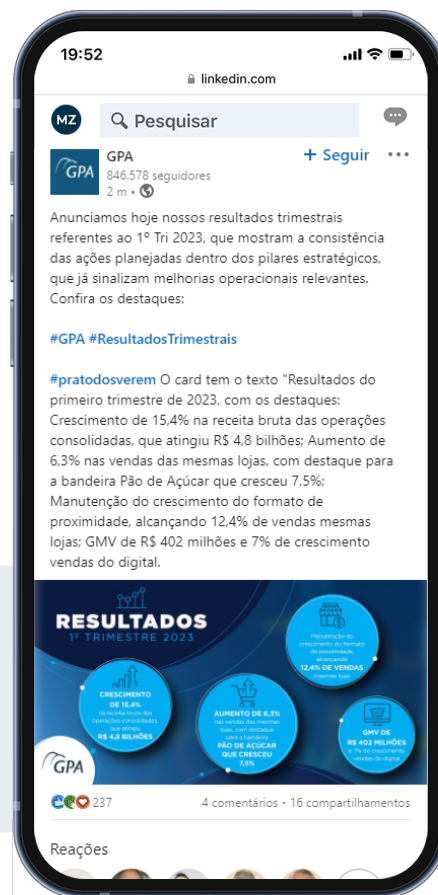 19:52
linkedin.com
MZ
Pesquisar
GPA
GPA
+ Seguir
846.578 seguidores
2 m •
Anunciamos hoje nossos resultados trimestrais
referentes ao 1º Tri 2023, que mostram a consistência
das ações planejadas dentro dos pilares estratégicos,
que já sinalizam melhorias operacionais relevantes.
Confira os destaques:
#GPA #ResultadosTrimestrais
#pratodosverem O card tem o texto "Resultados do
primeiro trimestre de 2023, com os destaques:
Crescimento de 15,4% na receita bruta das operações
consolidadas, que atingiu R$ 4,8 bilhões; Aumento de
6,3% nas vendas das mesmas lojas, com destaque para
a bandeira Pão de Açúcar que cresceu 7,5%;
Manutenção do crescimento do formato de
proximidade, alcançando 12,4% de vendas mesmas
lojas; GMV de R$ 402 milhões e 7% de crescimento
vendas do digital.
RESULTADOS
1º TRIMESTRE 2023
Manutenção do
crescimento do formato
de proximidade,
alcançando
12,4% DE VENDAS
mesmas lojas
CRESCIMENTO
DE 15,4%
na receita bruta das
operações consolidadas,
que atingiu
R$ 4,8 BILHÕES
AUMENTO DE 6,3%
nas vendas das mesmas
lojas, com destaque
para a bandeira
PÃO DE AÇÚCAR
QUE CRESCEU
7,5%
GMV DE
R$ 402 MILHÕES
e 7% de crescimento
vendas do digital
GPA
237
4 comentários • 16 compartilhamentos
Reações